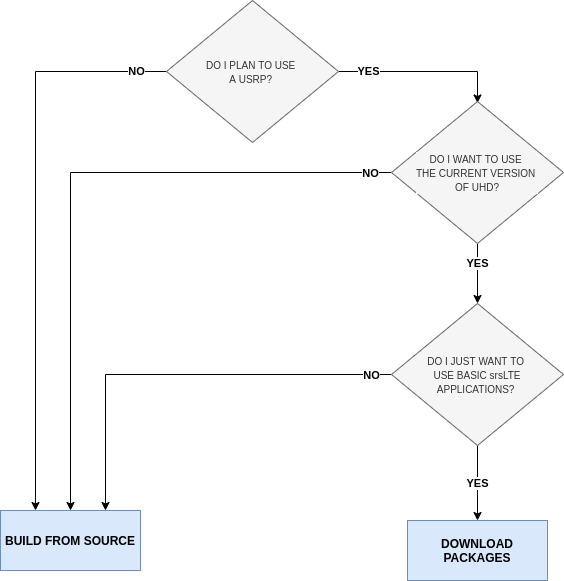 DO I PLAN TO USE
A USRP?
NO
YES
DO I WANT TO USE
THE CURRENT VERSION
OF UHD?
NO
YES
DO I JUST WANT TO
USE BASIC srsLTE
APPLICATIONS?
NO
YES
BUILD FROM SOURCE
DOWNLOAD
PACKAGES